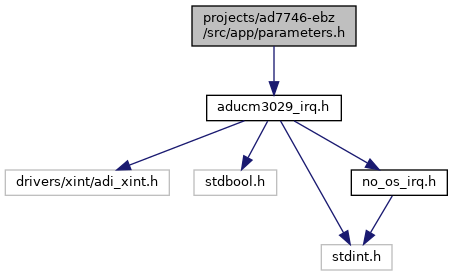 projects/ad7746-ebz
/src/app/parameters.h
aducm3029_irq.h
drivers/xint/adi_xint.h
stdbool.h
no_os_irq.h
stdint.h